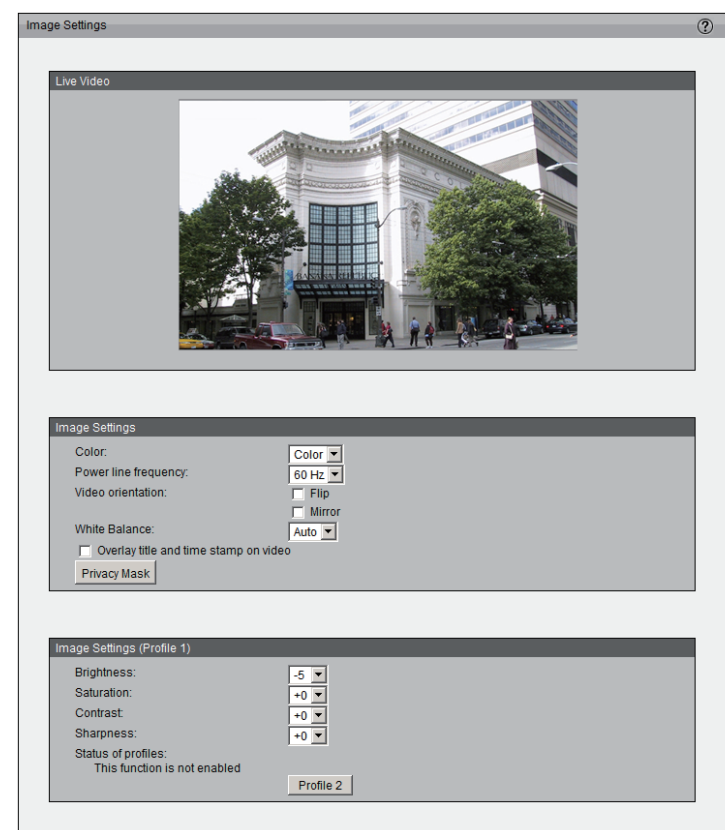 Image Settings ?
Live Video
Image Settings
Color: Color
Power line frequency: 60 Hz
Video orientation: Flip
Mirror
White Balance: Auto
Overlay title and time stamp on video
Privacy Mask
Image Settings (Profile 1)
Brightness: -5
Saturation: +0
Contrast: +0
Sharpness: +0
Status of profiles:
This function is not enabled
Profile 2